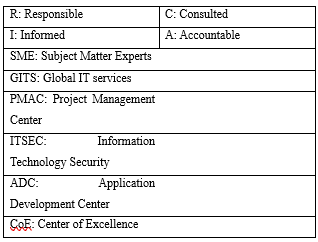 R: Responsible C: Consulted
I: Informed A: Accountable
SME: Subject Matter Experts
GITS: Global IT services
PMAC: Project Management
Center
ITSEC: Information
Technology Security
ADC: Application
Development Center
CoE: Center of Excellence